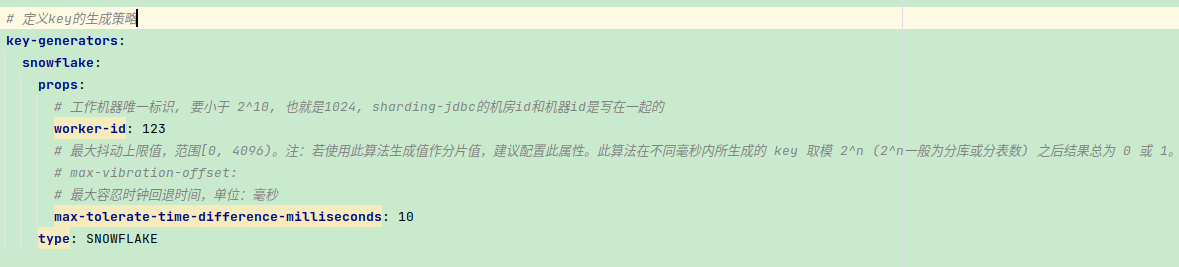 # 定义key的生成策略
key-generators:
snowflake:
props:
# 工作机器唯一标识, 要小于 2^10, 也就是1024, sharding-jdbc的机房id和机器id是写在一起的
worker-id: 123
# 最大抖动上限值，范围[0, 4096)。注：若使用此算法生成值作分片值，建议配置此属性。此算法在不同毫秒内所生成的 key 取模 2^n (2^n一般为分库或分表数) 之后结果总为 0 或 1。
# max-vibration-offset:
# 最大容忍时钟回退时间，单位：毫秒
max-tolerate-time-difference-milliseconds: 10
type: SNOWFLAKE